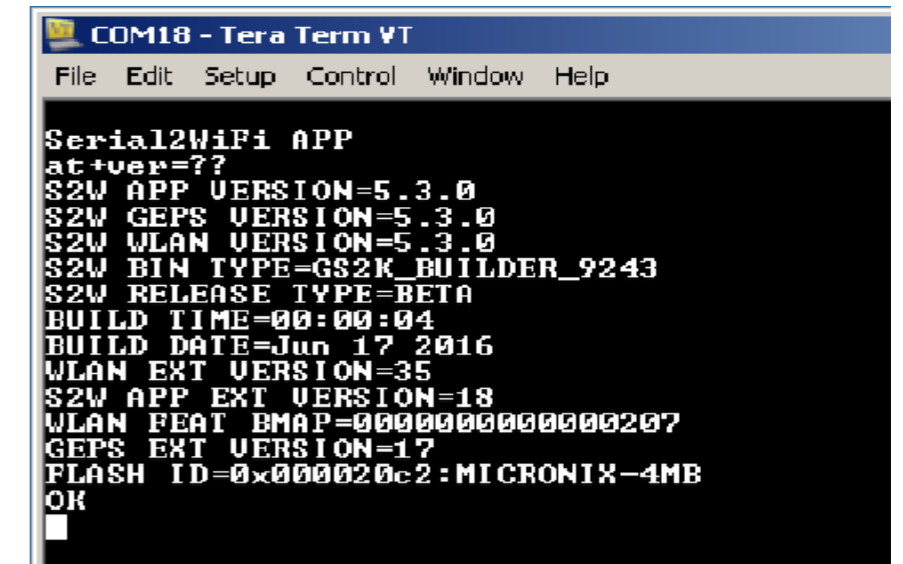 COM18 - Tera Term VT
File Edit Setup Control Window Help
Serial2WiFi APP
at+ver=??
S2W APP VERSION=5.3.0
S2W GEPS VERSION=5.3.0
S2W WLAN VERSION=5.3.0
S2W BIN TYPE=GS2K_BUILDER_9243
S2W RELEASE TYPE=BETA
BUILD TIME=00:00:04
BUILD DATE=Jun 17 2016
WLAN EXT VERSION=35
S2W APP EXT VERSION=18
WLAN FEAT BMAP=0000000000000207
GEPS EXT VERSION=17
FLASH ID=0x000020c2:MICRONIX-4MB
OK